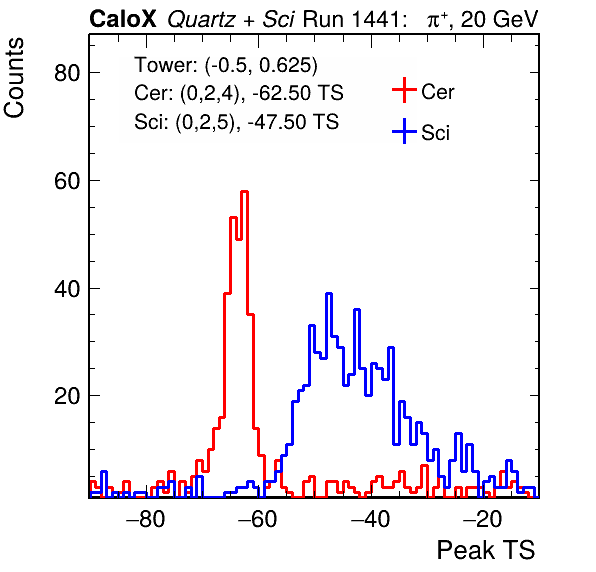 CaloX Quartz + Sci Run 1441: π⁺, 20 GeV
Counts
Tower: (-0.5, 0.625)
Cer: (0,2,4), -62.50 TS
Sci: (0,2,5), -47.50 TS
Cer
Sci
80
60
40
20
−80 −60 −40 −20
Peak TS